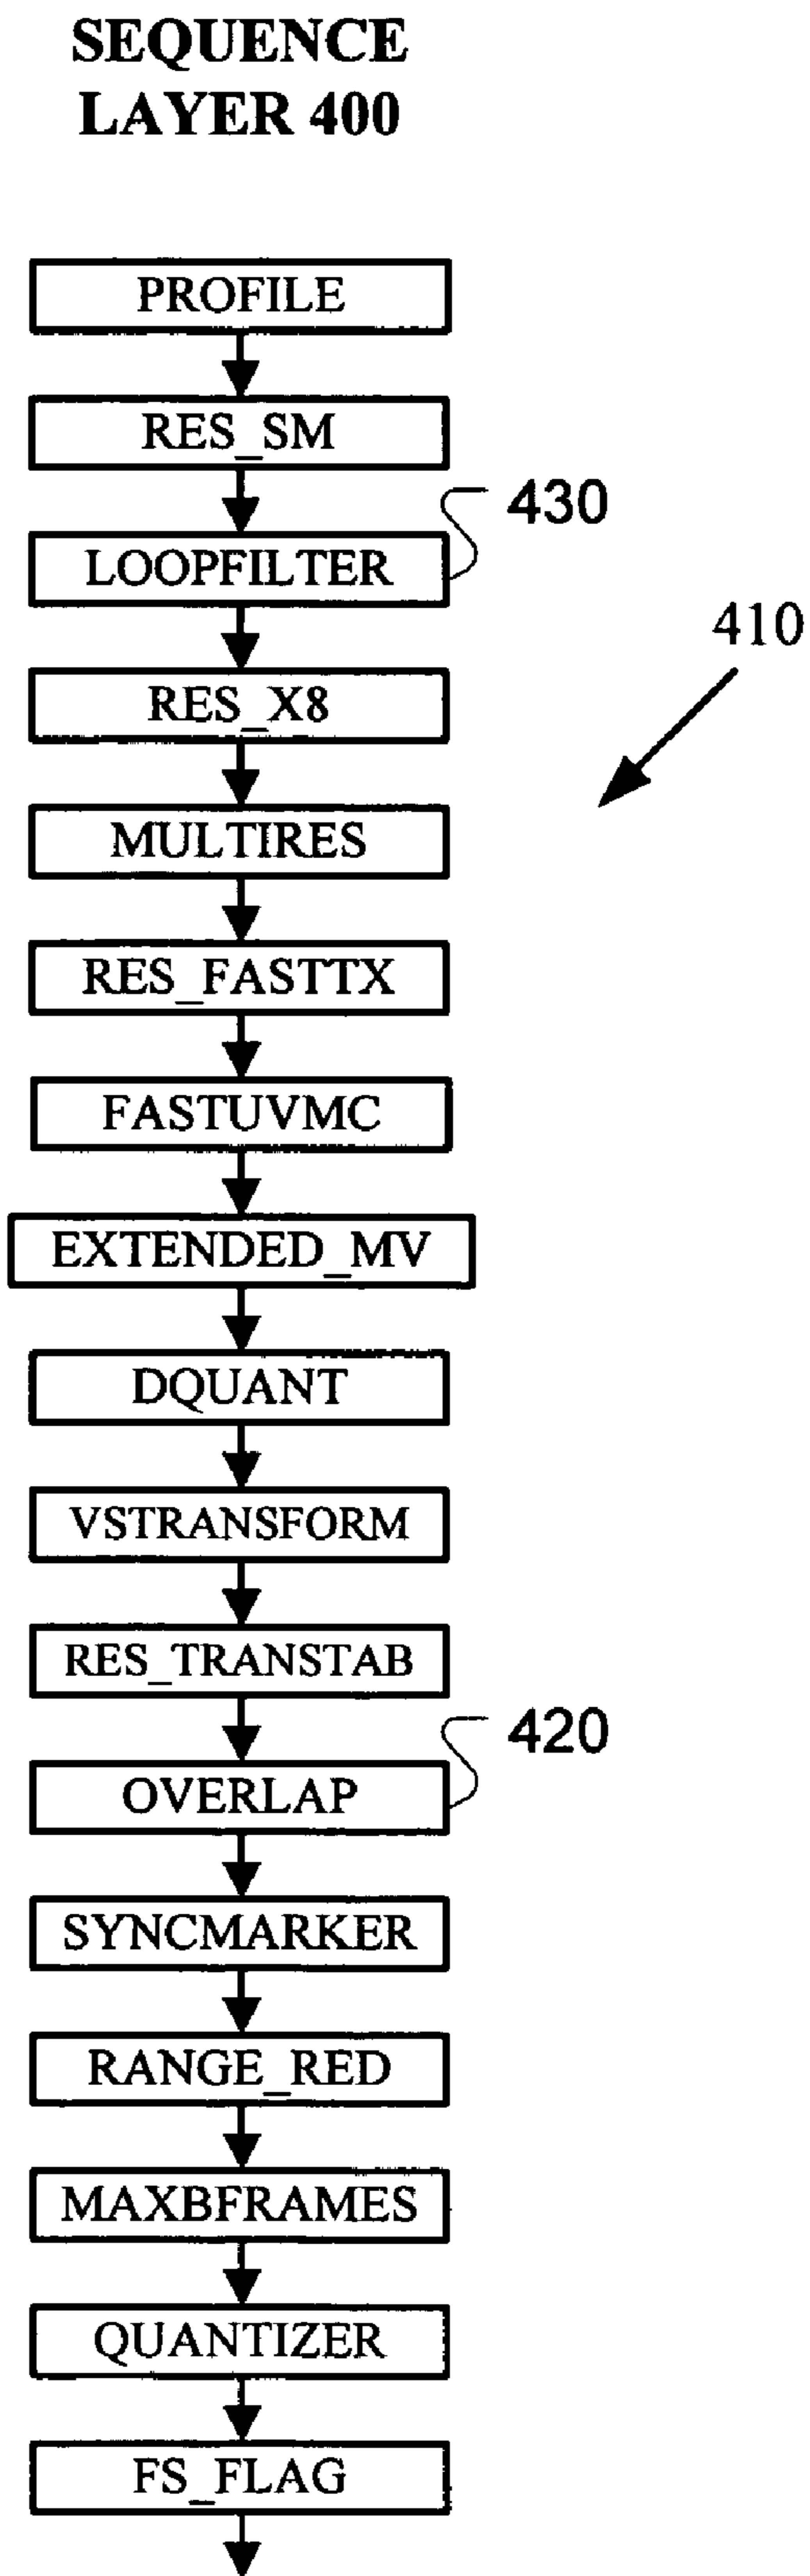 SEQUENCE
LAYER 400
PROFILE
RES_SM
430
LOOPFILTER
410
RES_X8
MULTIRES
RES_FASTTX
FASTUVMC
EXTENDED_MV
DQUANT
VSTRANSFORM
RES_TRANSTAB
420
OVERLAP
SYNCMARKER
RANGE_RED
MAXBFRAMES
QUANTIZER
FS_FLAG